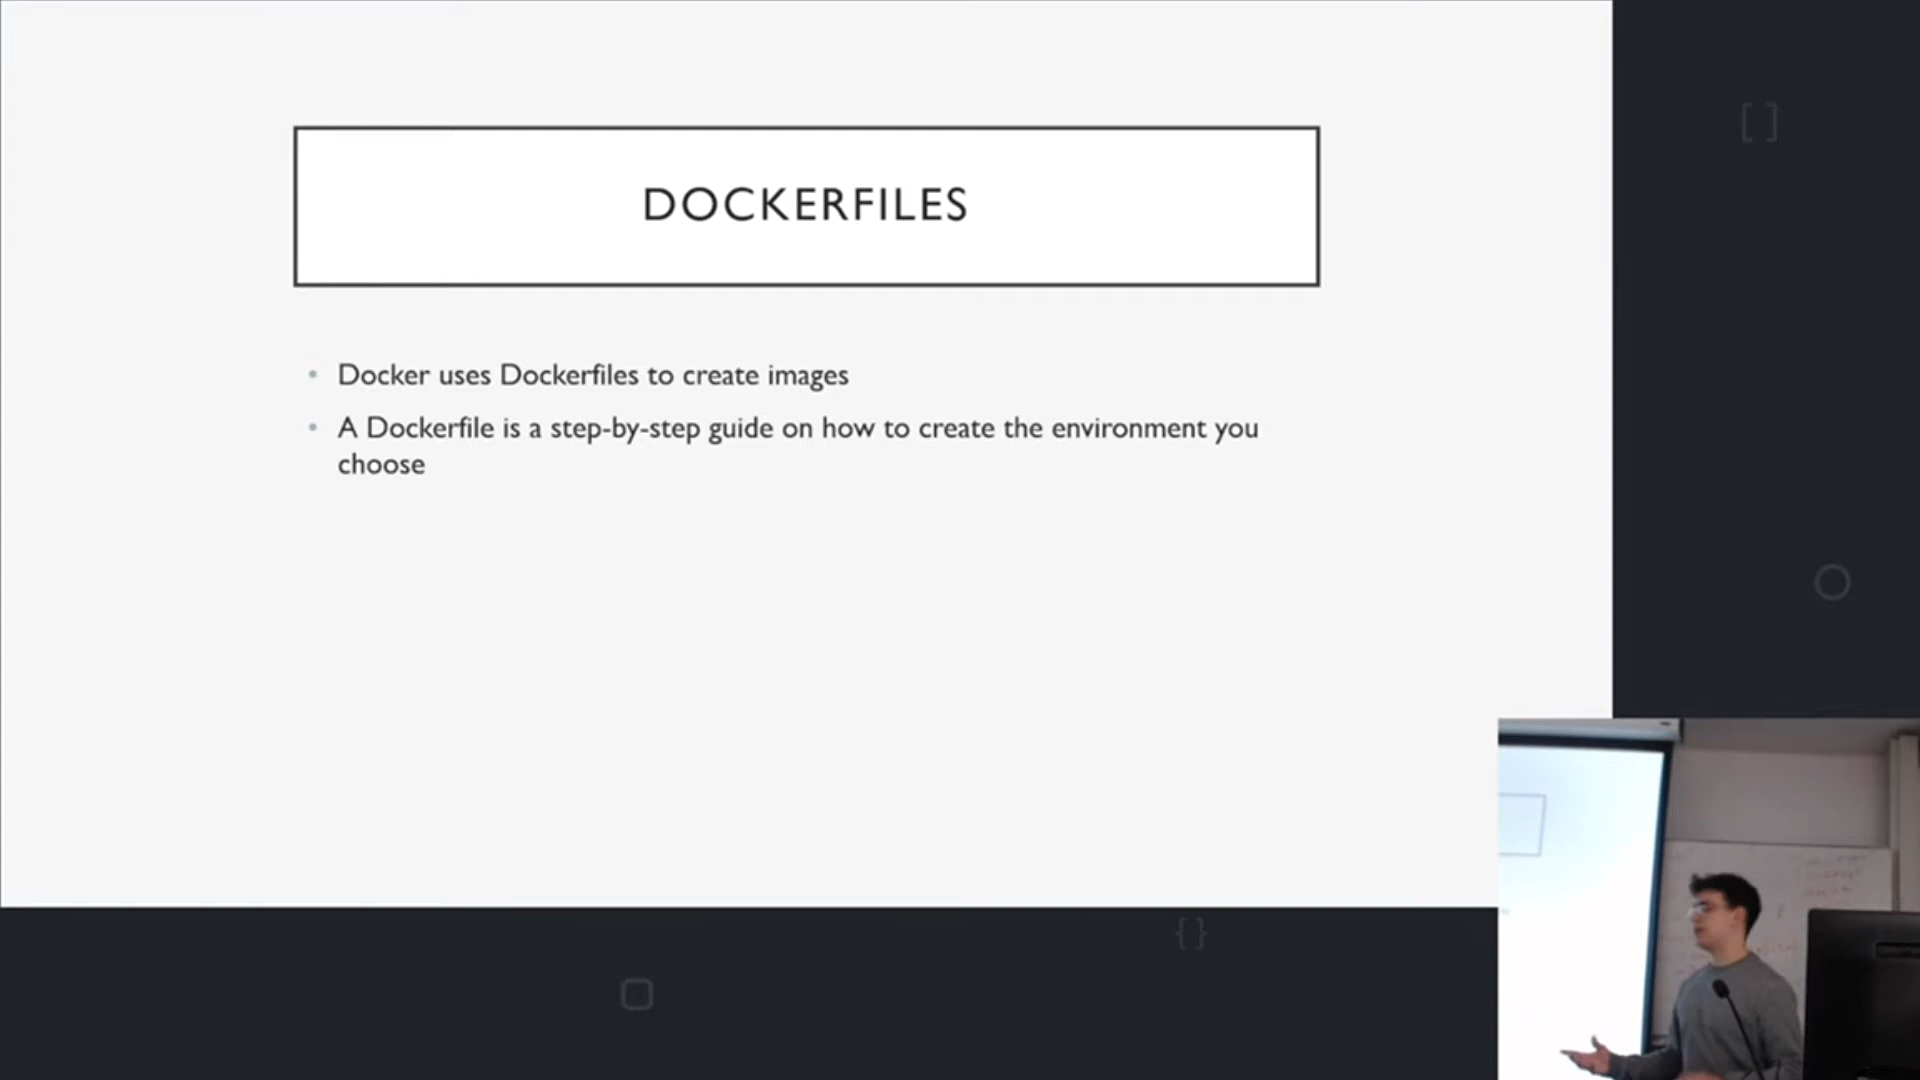 DOCKERFILES
• Docker uses Dockerfiles to create images
• A Dockerfile is a step-by-step guide on how to create the environment you
choose
[ ]
{ }